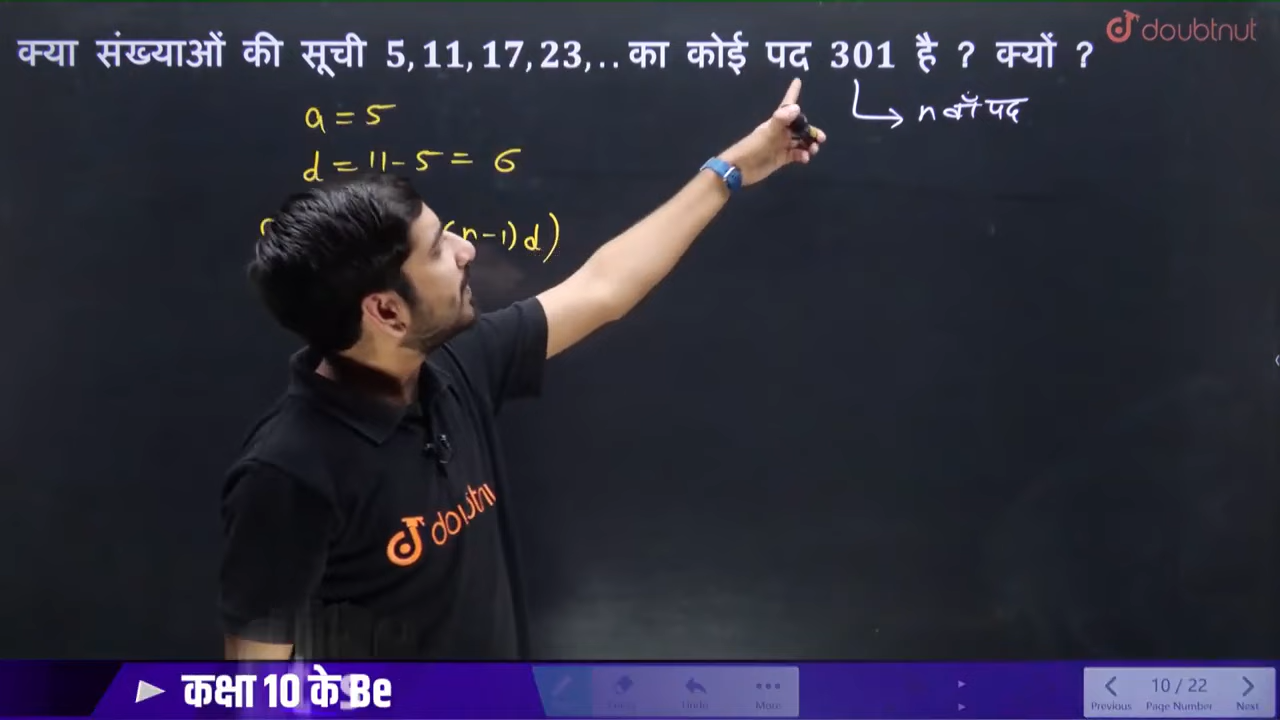 doubtnut
क्या संख्याओं की सूची 5, 11, 17, 23, . . का कोई पद 301 है ? क्यों ?
n वाँ पद
a = 5
d = 11 - 5 = 6
(n-1) d )
doubtnu
कक्षा 10 के Be
Undo
More
10 / 22
Previous Page Number Next